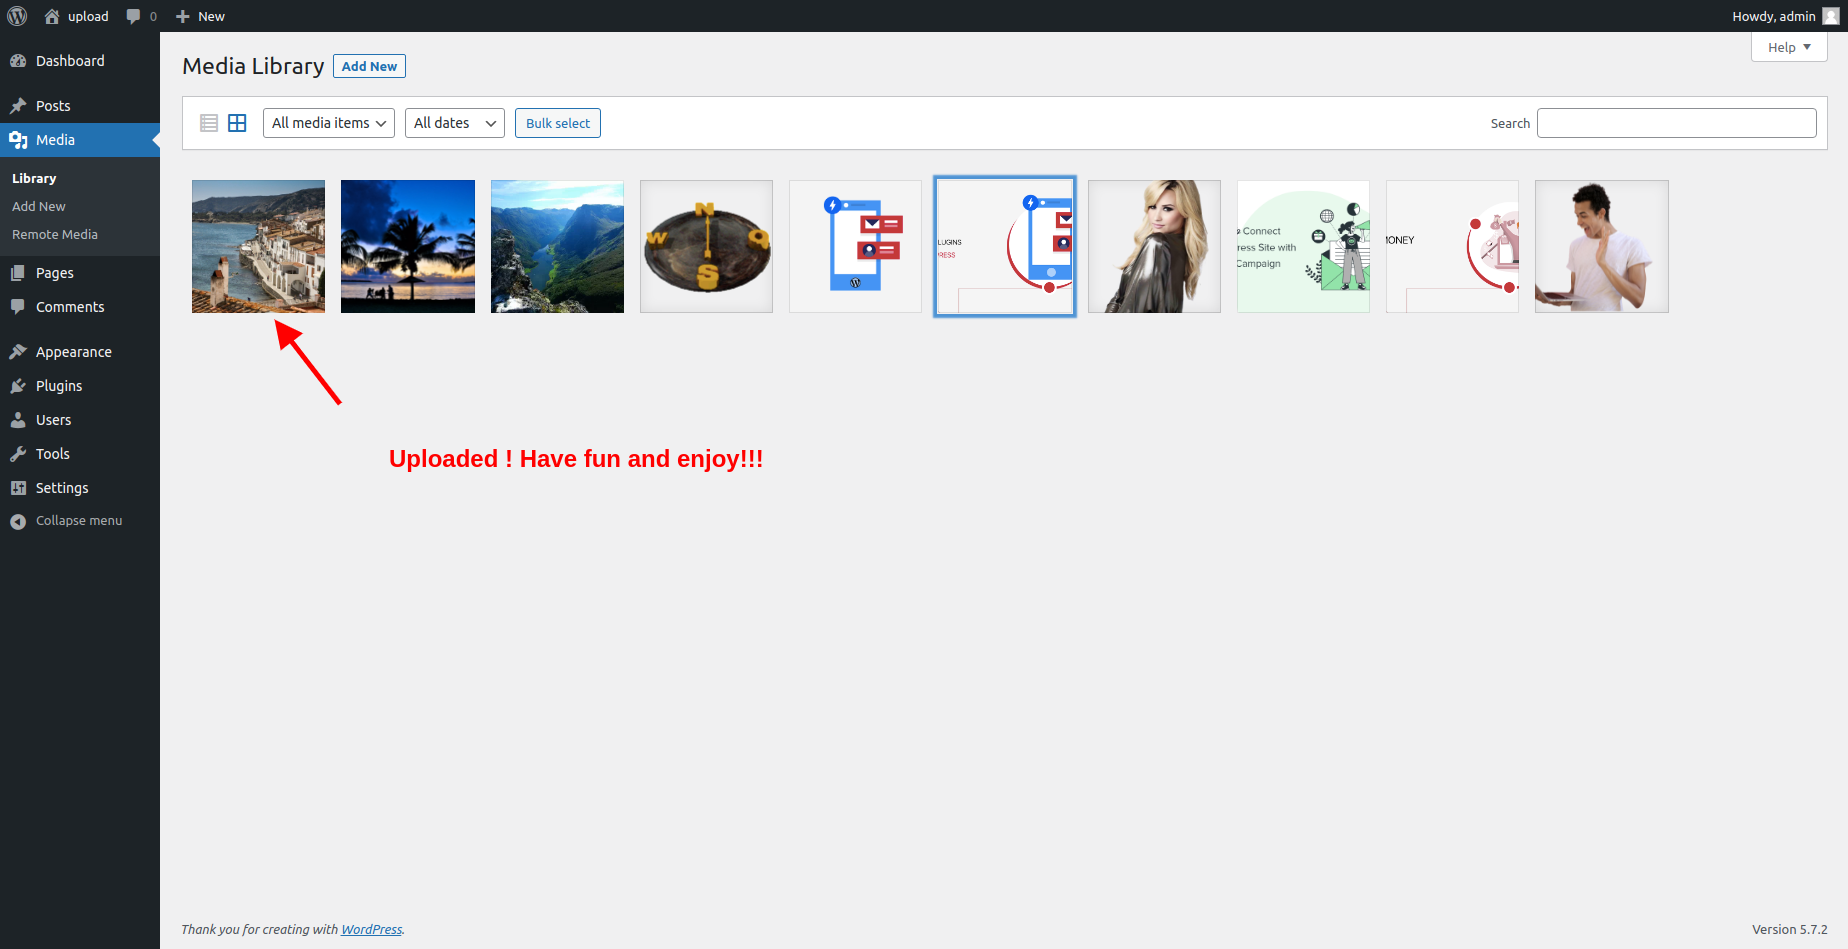 upload 0 New Howdy, admin
Help
Dashboard
Posts
Media
Library
Add New
Remote Media
Pages
Comments
Appearance
Plugins
Users
Tools
Settings
Collapse menu
Media Library Add New
All media items All dates Bulk select Search
N
W
S
LUGINS
RESS
Connect
ress Site with
Campaign
MONEY
Uploaded ! Have fun and enjoy!!!
Thank you for creating with WordPress. Version 5.7.2